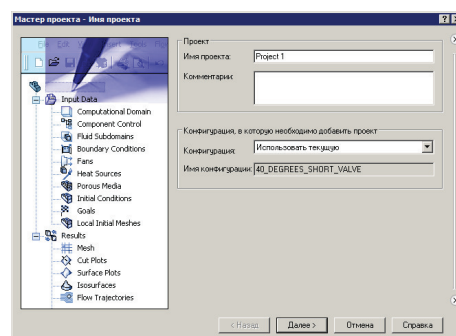 Мастер проекта - Имя проекта
Input Data
Computational Domain
Component Control
Fluid Subdomains
Boundary Conditions
Fans
Heat Sources
Porous Media
Initial Conditions
Goals
Local Initial Meshes
Results
Mesh
Cut Plots
Surface Plots
Isosurfaces
Flow Trajectories
Проект
Имя проекта: Project 1
Комментарии:
Конфигурация, в которую необходимо добавить проект
Конфигурация: Использовать текущую
Имя конфигурации: 40_DEGREES_SHORT_VALVE
< Назад Далее > Отмена Справка